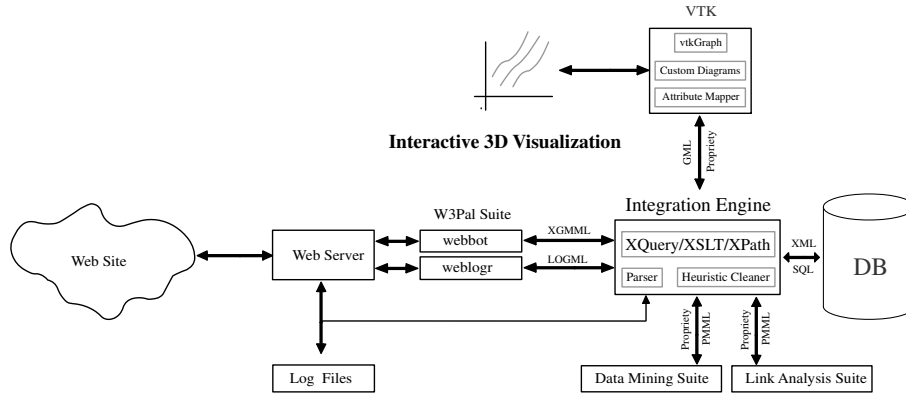 VTK
vtkGraph
Custom Diagrams
Attribute Mapper
Interactive 3D Visualization
GML
Propriety
Integration Engine
W3Pal Suite
Web Site
Web Server
webbot
weblogr
XGMML
LOGML
XQuery/XSLT/XPath
Parser
Heuristic Cleaner
XML
SQL
DB
Propriety
PMML
Propriety
PMML
Log Files
Data Mining Suite
Link Analysis Suite